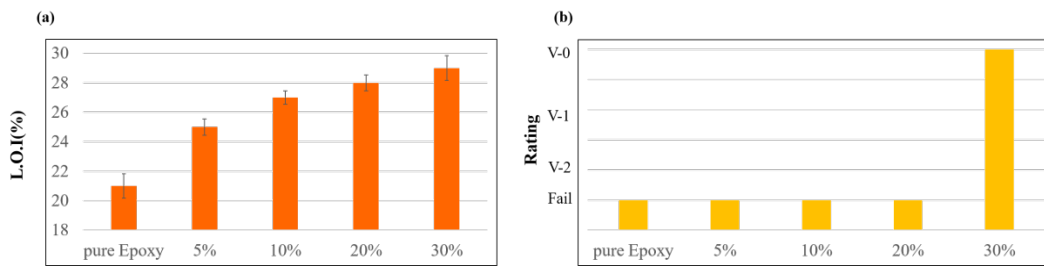 (a)
L.O.I(%)
30
28
26
24
22
20
18
pure Epoxy 5% 10% 20% 30%
(b)
Rating
V-0
V-1
V-2
Fail
pure Epoxy 5% 10% 20% 30%